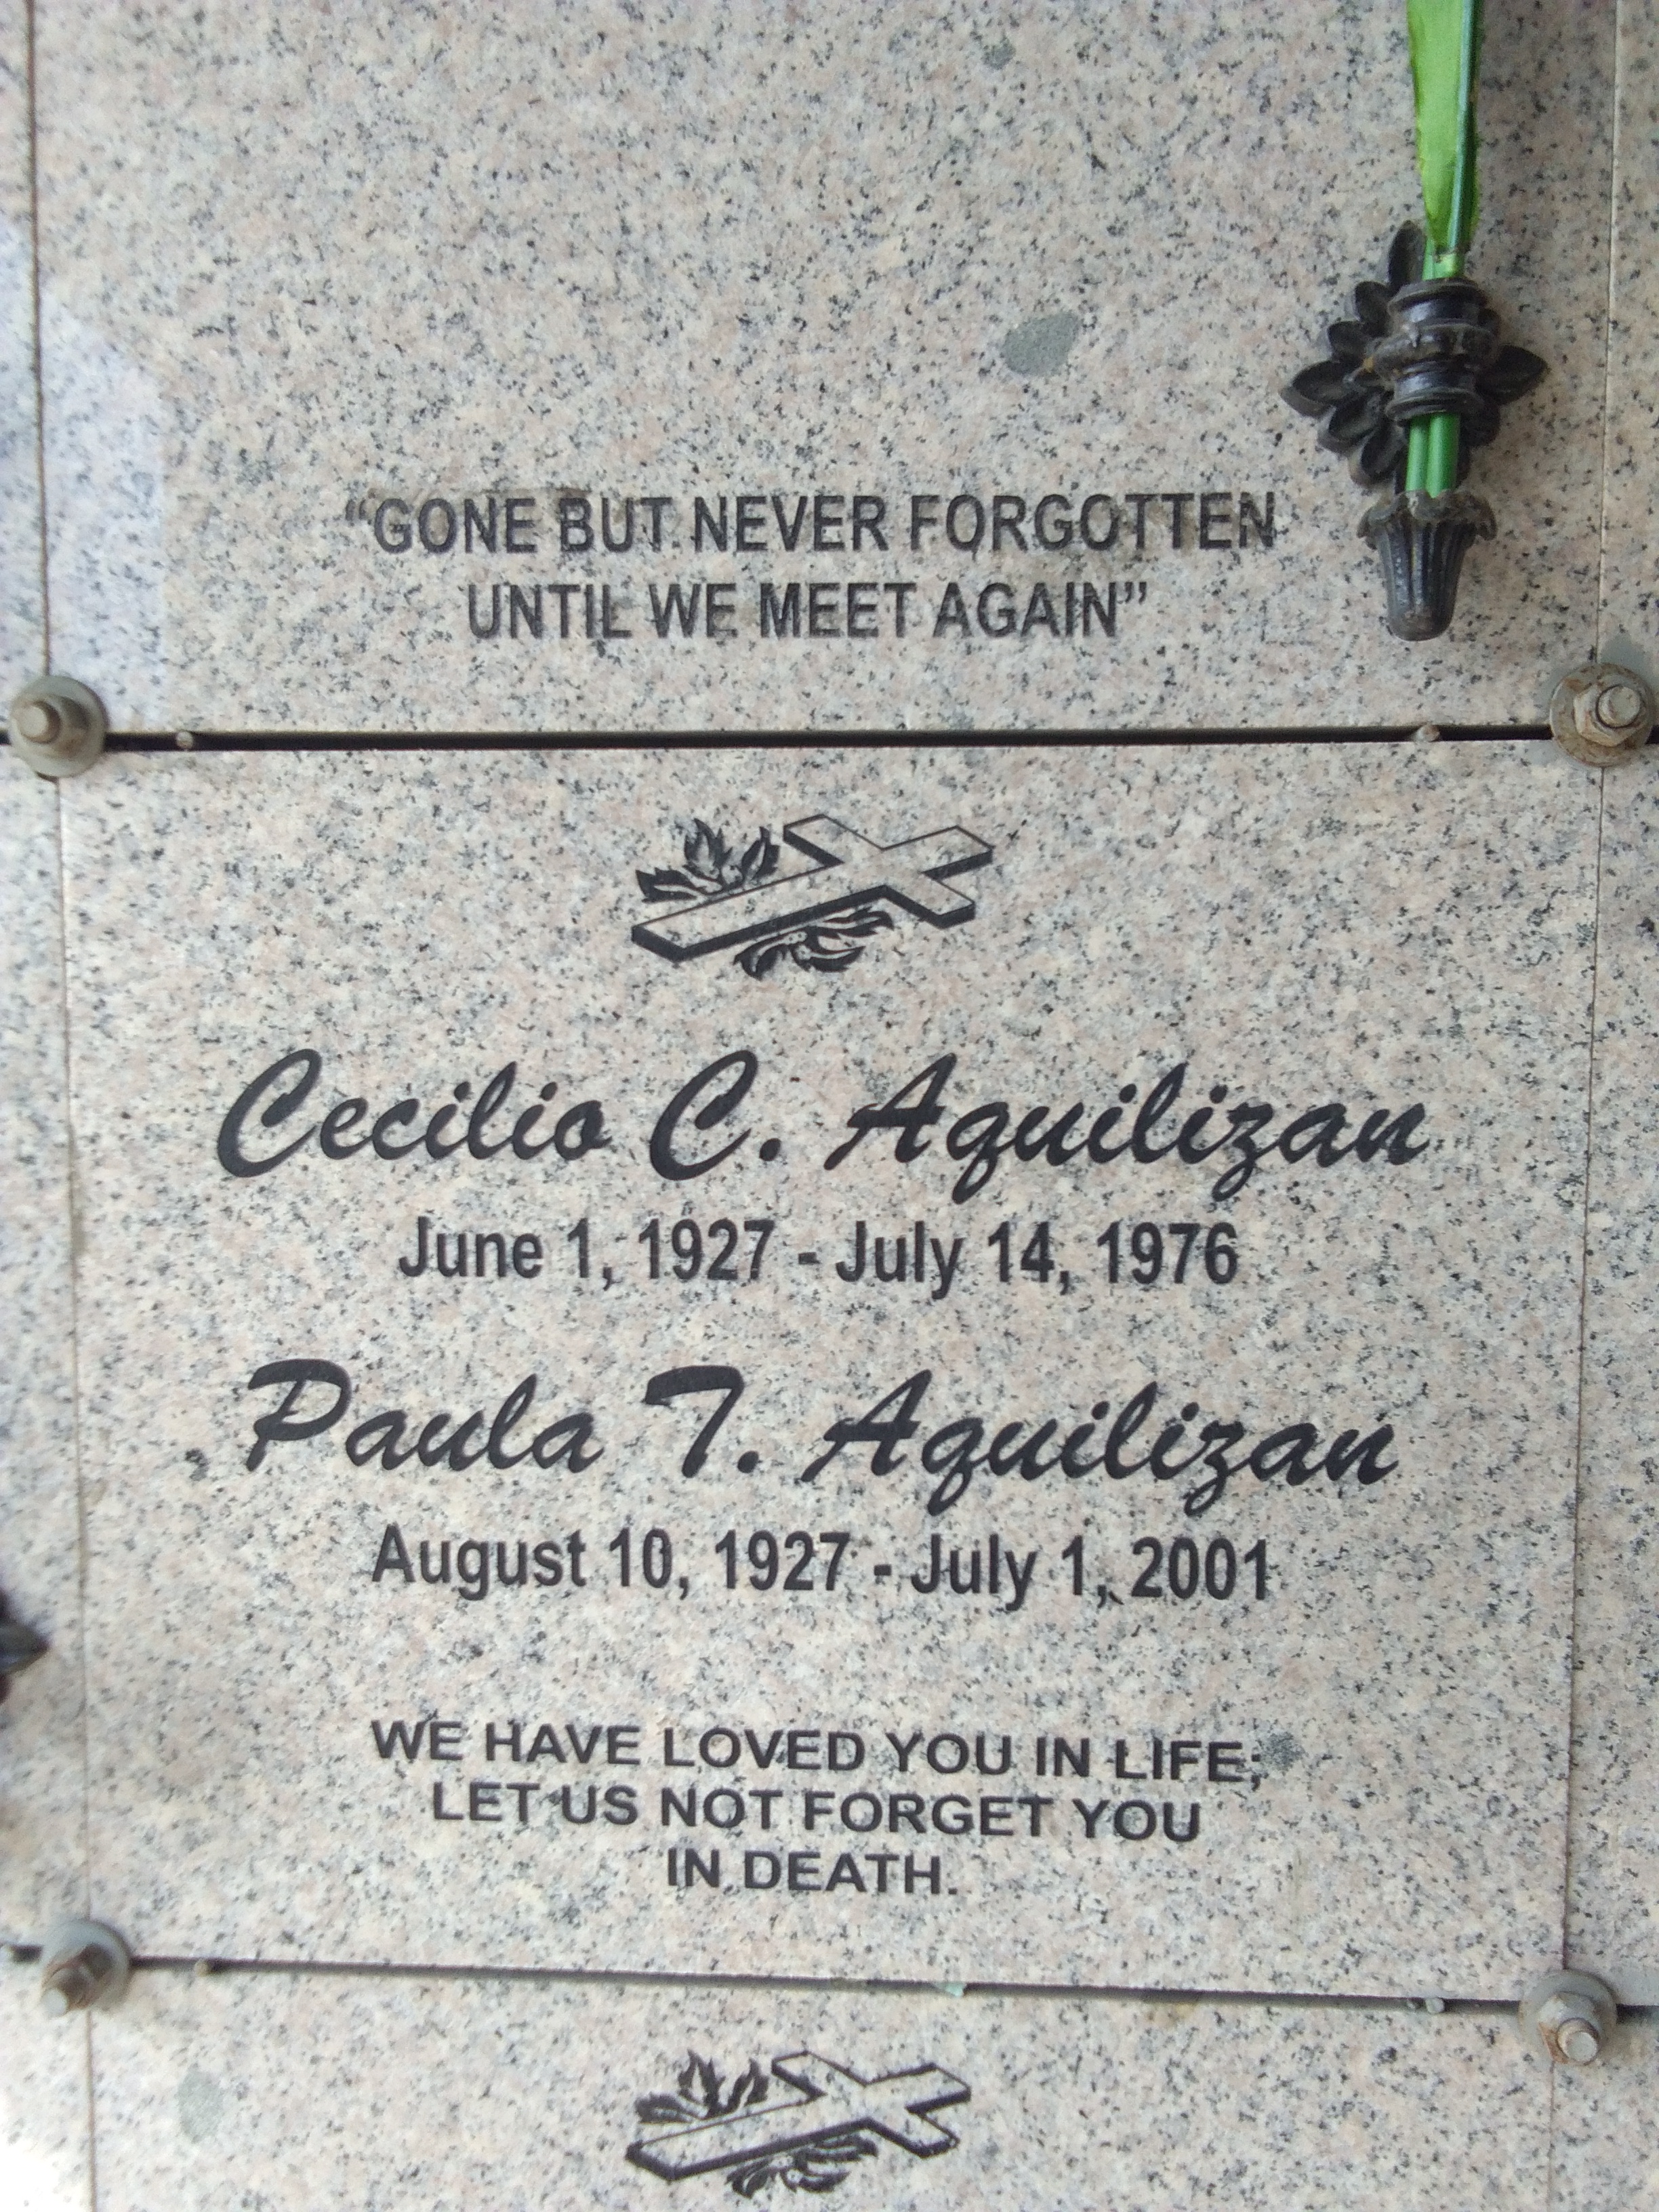 “GONE BUT NEVER FORGOTTEN
UNTIL WE MEET AGAIN”
Cecilio C. Aquilizan
June 1, 1927 - July 14, 1976
Paula T. Aquilizan
August 10, 1927 - July 1, 2001
WE HAVE LOVED YOU IN LIFE;
LET US NOT FORGET YOU
IN DEATH.